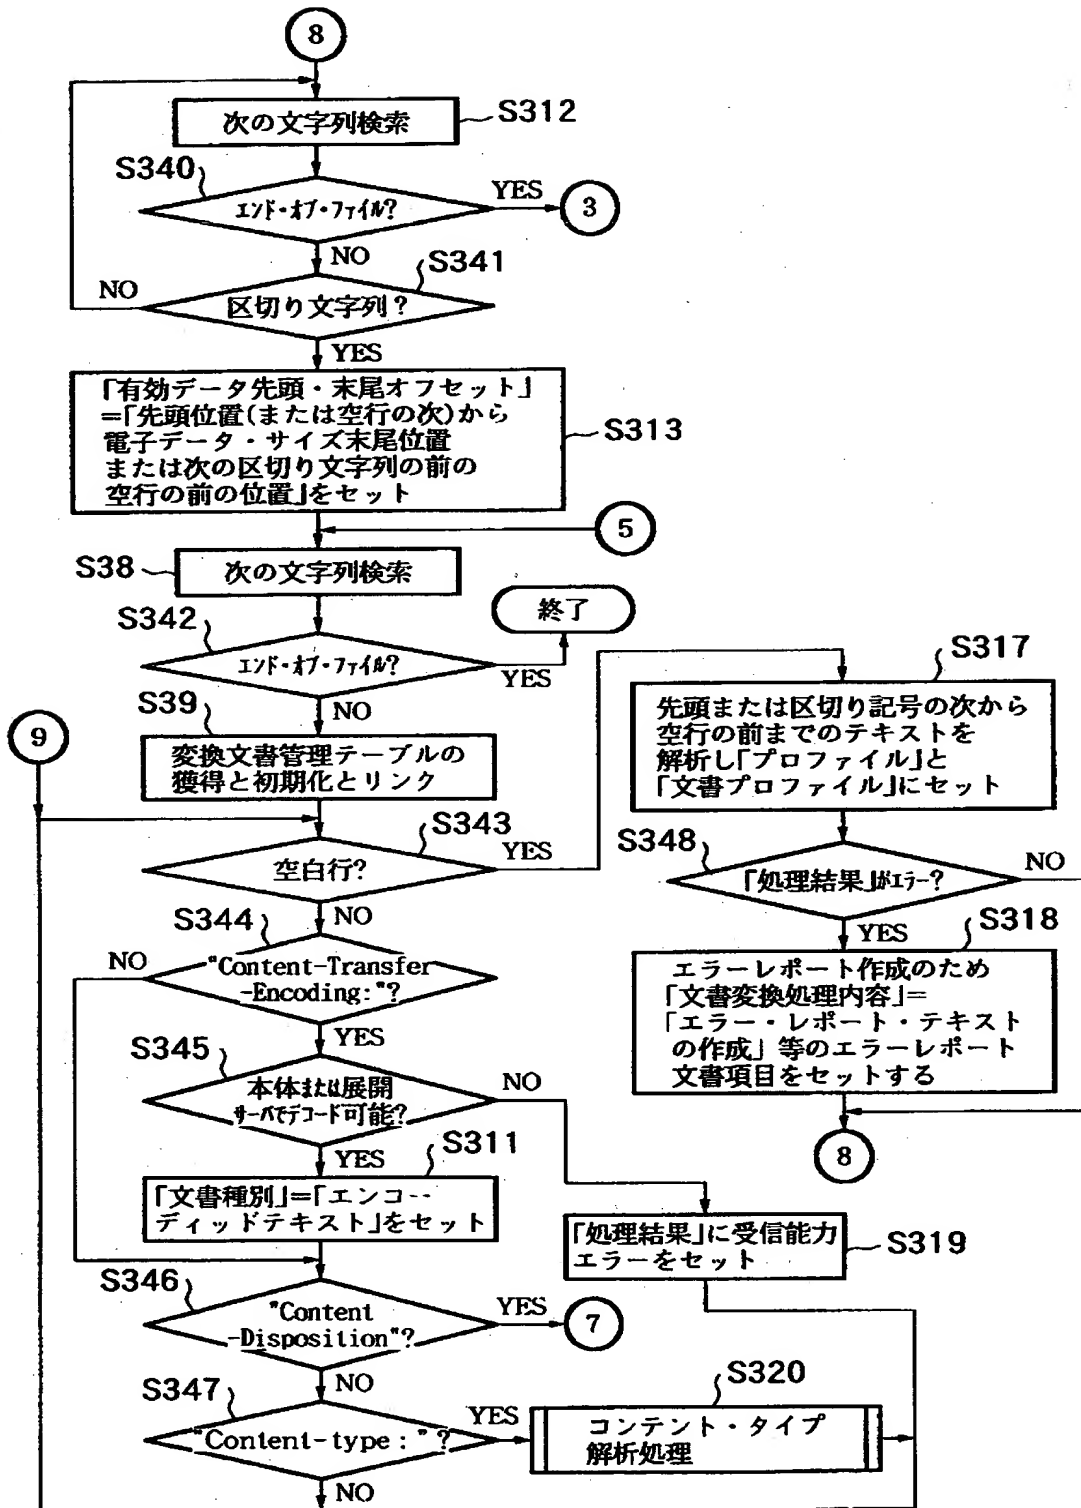 8
次の文字列検索
S312
S340
エンド・オブ・ファイル?
YES
3
NO
S341
NO
区切り文字列?
YES
「有効データ先頭・末尾オフセット」
=「先頭位置(または空行の次)から
電子データ・サイズ末尾位置
または次の区切り文字列の前の
空行の前の位置」をセット
S313
5
S38
次の文字列検索
終了
S342
エンド・オブ・ファイル?
YES
NO
S39
9
変換文書管理テーブルの
獲得と初期化とリンク
S317
先頭または区切り記号の次から
空行の前までのテキストを
解析し「プロファイル」と
「文書プロファイル」にセット
S343
空白行?
YES
NO
S348
「処理結果」がエラー?
NO
YES
S344
NO
"Content-Transfer
-Encoding:"?
YES
S318
エラーレポート作成のため
「文書変換処理内容」=
「エラー・レポート・テキスト
の作成」等のエラーレポート
文書項目をセットする
8
S345
本体または展開
サーバでデコード可能?
NO
YES
S311
「文書種別」=「エンコー
ディッドテキスト」をセット
「処理結果」に受信能力
エラーをセット
S319
S346
"Content
-Disposition"?
YES
7
NO
S347
"Content-type:"?
YES
S320
コンテント・タイプ
解析処理
NO